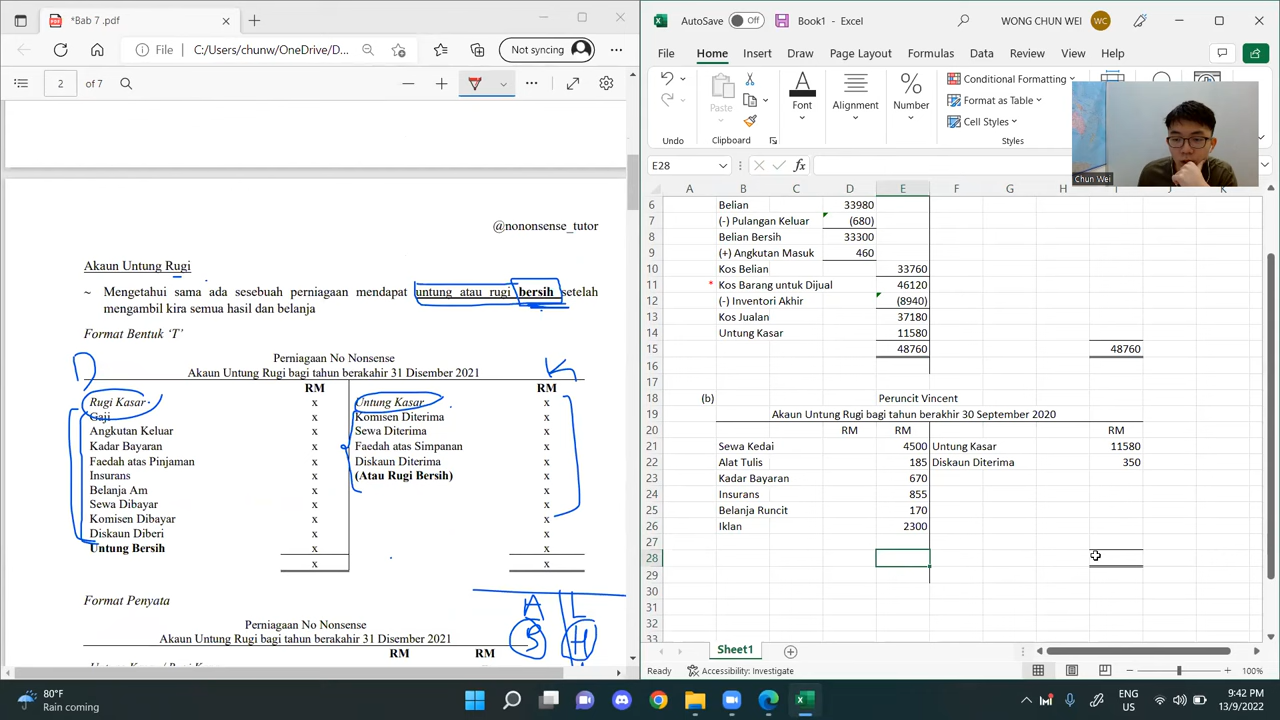 *Bab 7.pdf
File C:/Users/chunw/OneDrive/D... Not syncing
2 of 7
@nononsense_tutor
Akaun Untung Rugi
~ Mengetahui sama ada sesebuah perniagaan mendapat untung atau rugi bersih setelah
mengambil kira semua hasil dan belanja
Format Bentuk 'T'
D K
Perniagaan No Nonsense
Akaun Untung Rugi bagi tahun berakahir 31 Disember 2021
RM RM
Rugi Kasar x Untung Kasar x
Gaji x Komisen Diterima x
Angkutan Keluar x Sewa Diterima x
Kadar Bayaran x Faedah atas Simpanan x
Faedah atas Pinjaman x Diskaun Diterima x
Insurans x (Atau Rugi Bersih) x
Belanja Am x x
Sewa Dibayar x x
Komisen Dibayar x x
Diskaun Diberi x x
Untung Bersih x x
x x
Format Penyata
A L
B H
Perniagaan No Nonsense
Akaun Untung Rugi bagi tahun berakahir 31 Disember 2021
RM RM
AutoSave Off Book1 - Excel WONG CHUN WEI WC
File Home Insert Draw Page Layout Formulas Data Review View Help
Paste Font Alignment Number
Conditional Formatting
Format as Table
Cell Styles
Undo Clipboard Styles
Chun Wei
E28 fx
A B C D E F G H I J K
6 Belian 33980
7 (-) Pulangan Keluar (680)
8 Belian Bersih 33300
9 (+) Angkutan Masuk 460
10 Kos Belian 33760
11 * Kos Barang untuk Dijual 46120
12 (-) Inventori Akhir (8940)
13 Kos Jualan 37180
14 Untung Kasar 11580
15 48760 48760
16
17
18 (b) Peruncit Vincent
19 Akaun Untung Rugi bagi tahun berakhir 30 September 2020
20 RM RM RM
21 Sewa Kedai 4500 Untung Kasar 11580
22 Alat Tulis 185 Diskaun Diterima 350
23 Kadar Bayaran 670
24 Insurans 855
25 Belanja Runcit 170
26 Iklan 2300
27
28
29
30
31
32
33
Sheet1
Ready Accessibility: Investigate 100%
80°F
Rain coming
ENG
US
9:42 PM
13/9/2022